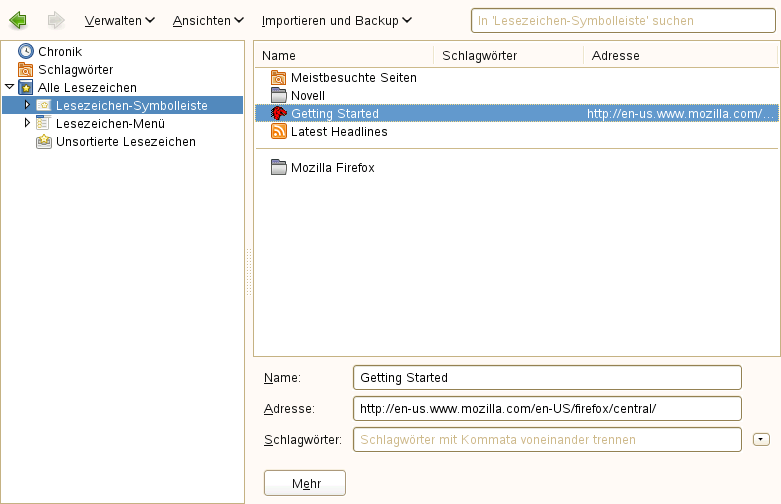 Verwalten Ansichten Importieren und Backup In 'Lesezeichen-Symbolleiste' suchen
Chronik
Schlagwörter
Alle Lesezeichen
Lesezeichen-Symbolleiste
Lesezeichen-Menü
Unsortierte Lesezeichen
Name Schlagwörter Adresse
Meistbesuchte Seiten
Novell
Getting Started http://en-us.www.mozilla.com/...
Latest Headlines
Mozilla Firefox
Name: Getting Started
Adresse: http://en-us.www.mozilla.com/en-US/firefox/central/
Schlagwörter: Schlagwörter mit Kommata voneinander trennen
Mehr